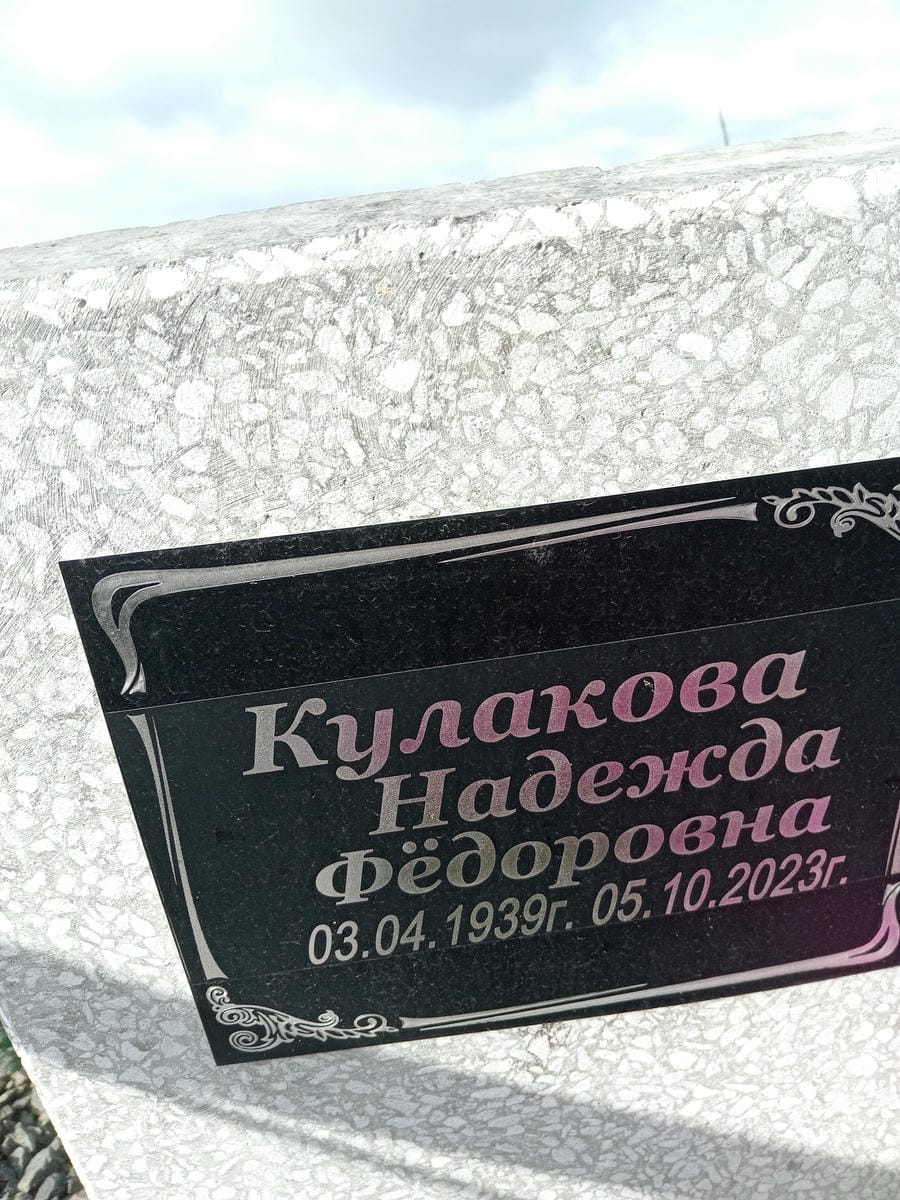 Кулакова
Надежда
Фёдоровна
03.04.1939г. 05.10.2023г.